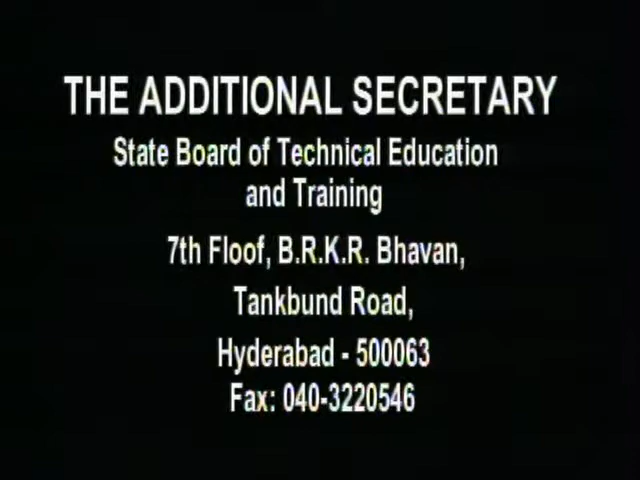 THE ADDITIONAL SECRETARY
State Board of Technical Education
and Training
7th Floof, B.R.K.R. Bhavan,
Tankbund Road,
Hyderabad - 500063
Fax: 040-3220546